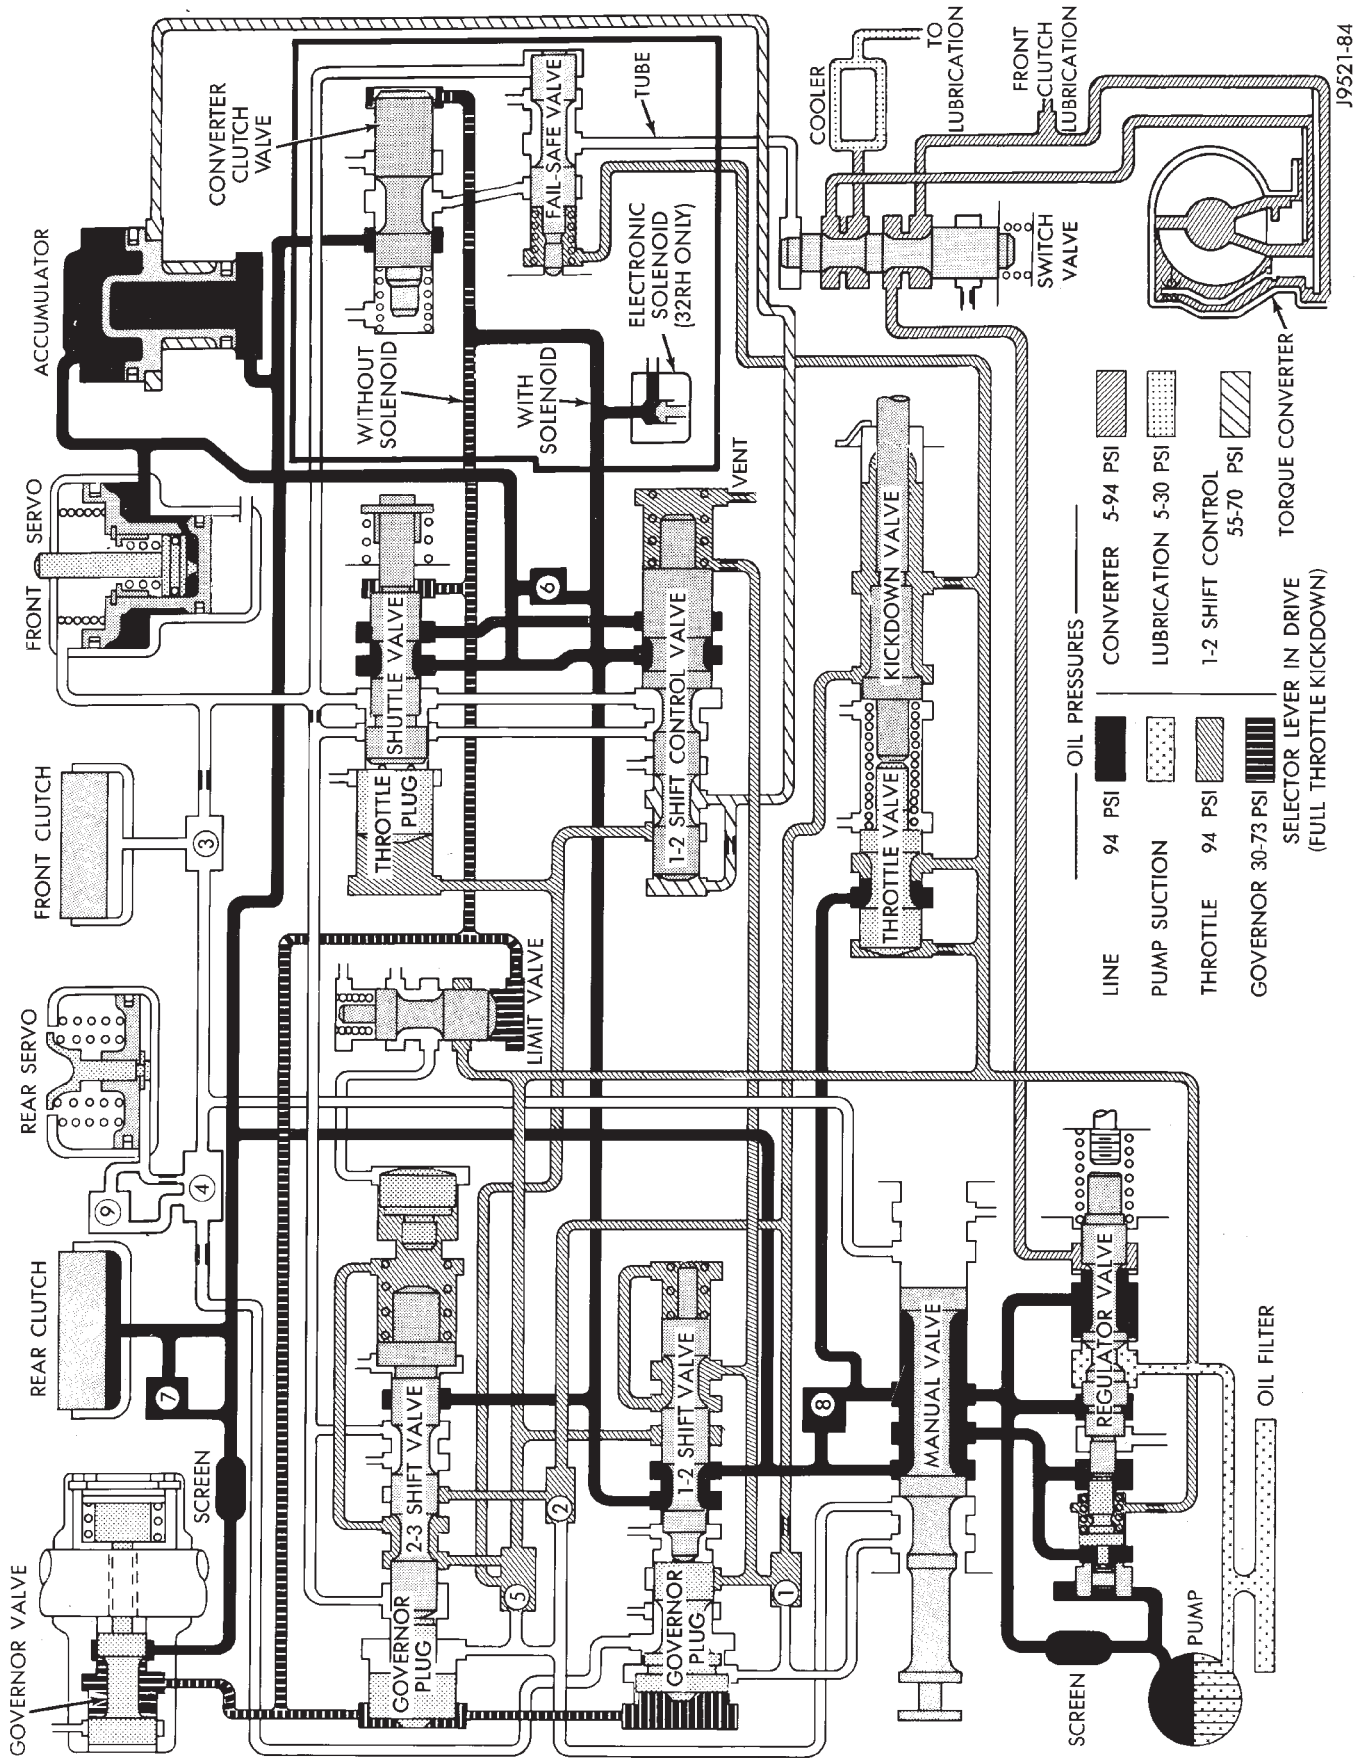 GOVERNOR VALVE
REAR CLUTCH
REAR SERVO
FRONT CLUTCH
FRONT SERVO
ACCUMULATOR
9
7
4
3
SCREEN
CONVERTER
CLUTCH
VALVE
WITHOUT
SOLENOID
GOVERNOR
PLUG
2-3 SHIFT VALVE
LIMIT VALVE
THROTTLE
PLUG
SHUTTLE VALVE
WITH
SOLENOID
FAIL-SAFE VALVE
5
2
6
ELECTRONIC
SOLENOID
(32RH ONLY)
TUBE
GOVERNOR
PLUG
1-2 SHIFT VALVE
1-2 SHIFT CONTROL VALVE
VENT
1
8
COOLER
TO
LUBRICATION
THROTTLE VALVE
KICKDOWN VALVE
MANUAL VALVE
SWITCH
VALVE
FRONT
CLUTCH
LUBRICATION
SCREEN
REGULATOR VALVE
PUMP
OIL FILTER
OIL PRESSURES
LINE 94 PSI
PUMP SUCTION
THROTTLE 94 PSI
GOVERNOR 30-73 PSI
CONVERTER 5-94 PSI
LUBRICATION 5-30 PSI
1-2 SHIFT CONTROL
55-70 PSI
TORQUE CONVERTER
SELECTOR LEVER IN DRIVE
(FULL THROTTLE KICKDOWN)
J9521-84